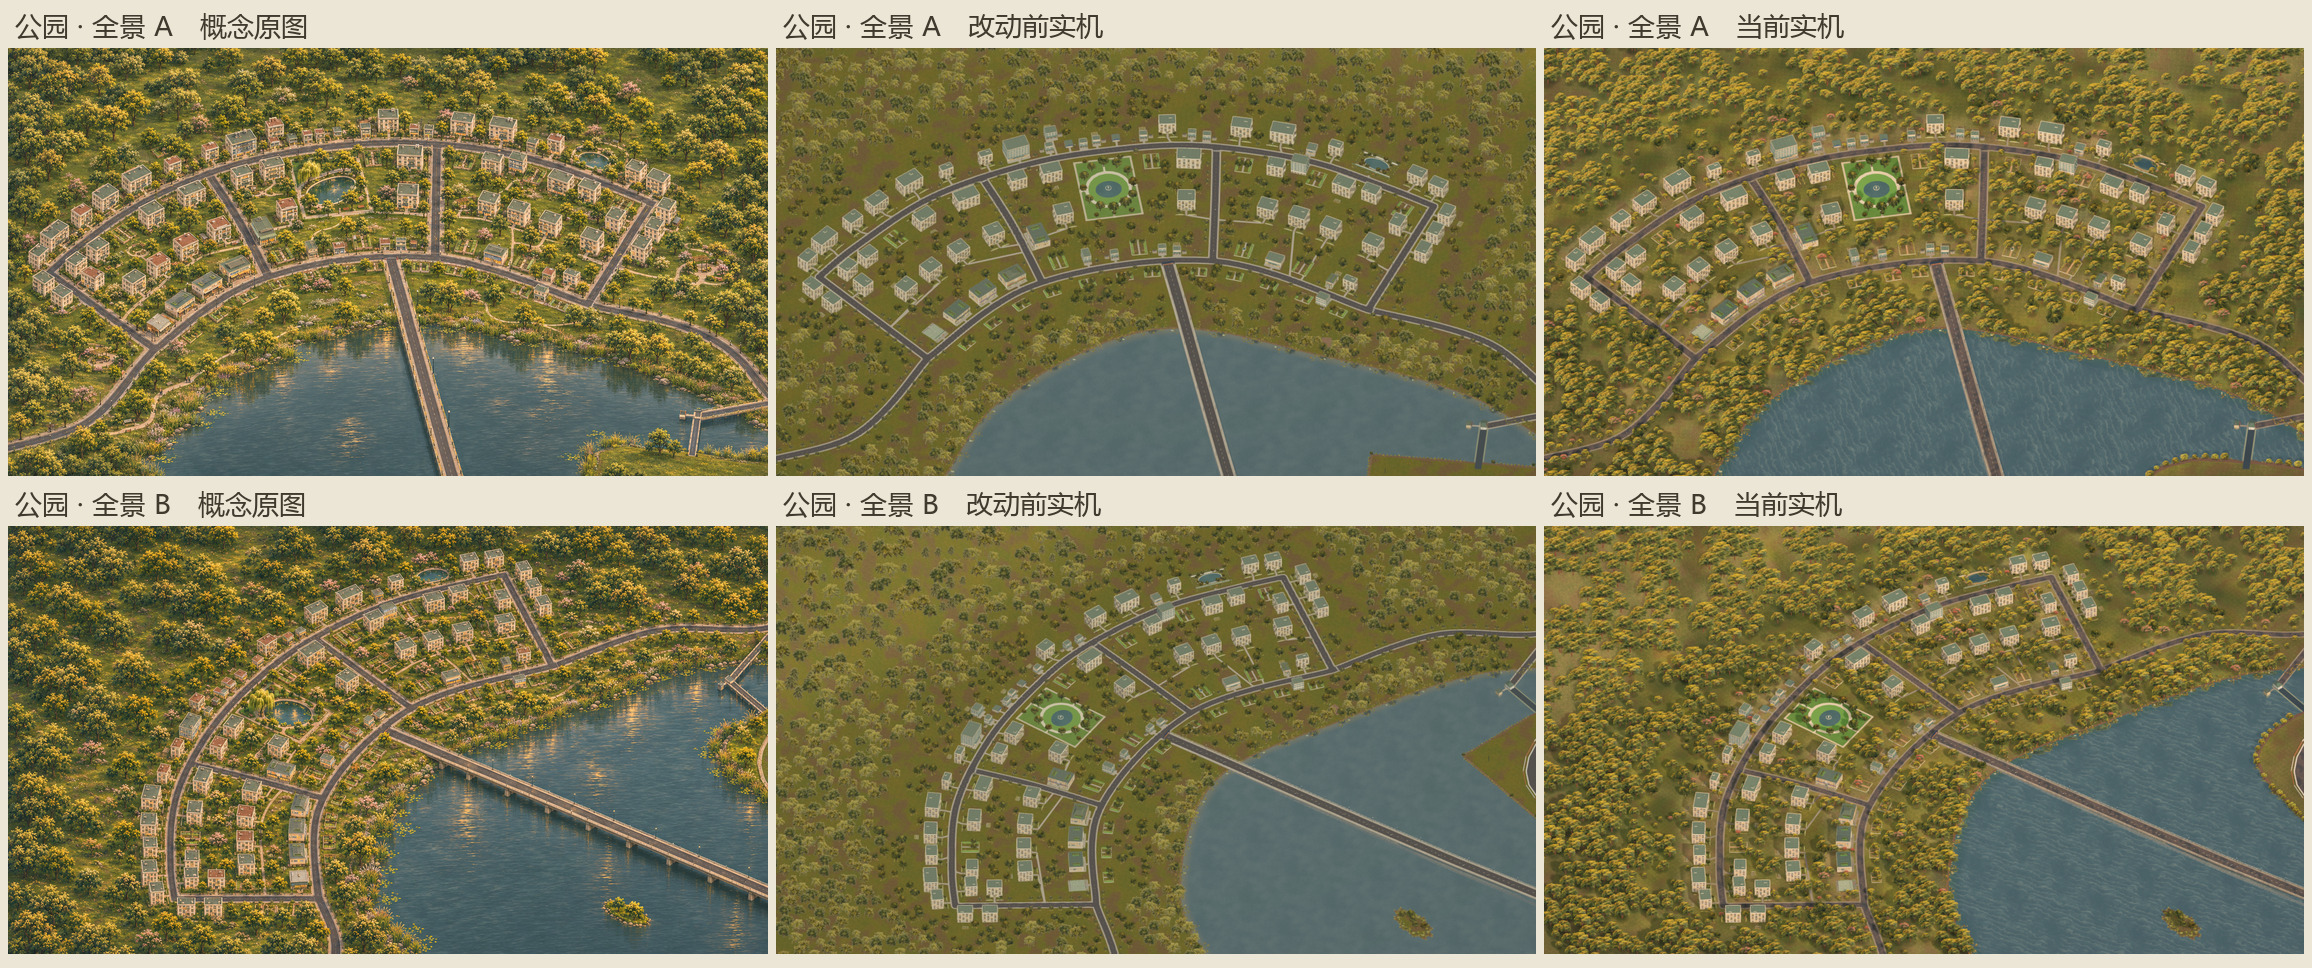 公园 · 全景 A 概念原图
公园 · 全景 A 改动前实机
公园 · 全景 A 当前实机
公园 · 全景 B 概念原图
公园 · 全景 B 改动前实机
公园 · 全景 B 当前实机